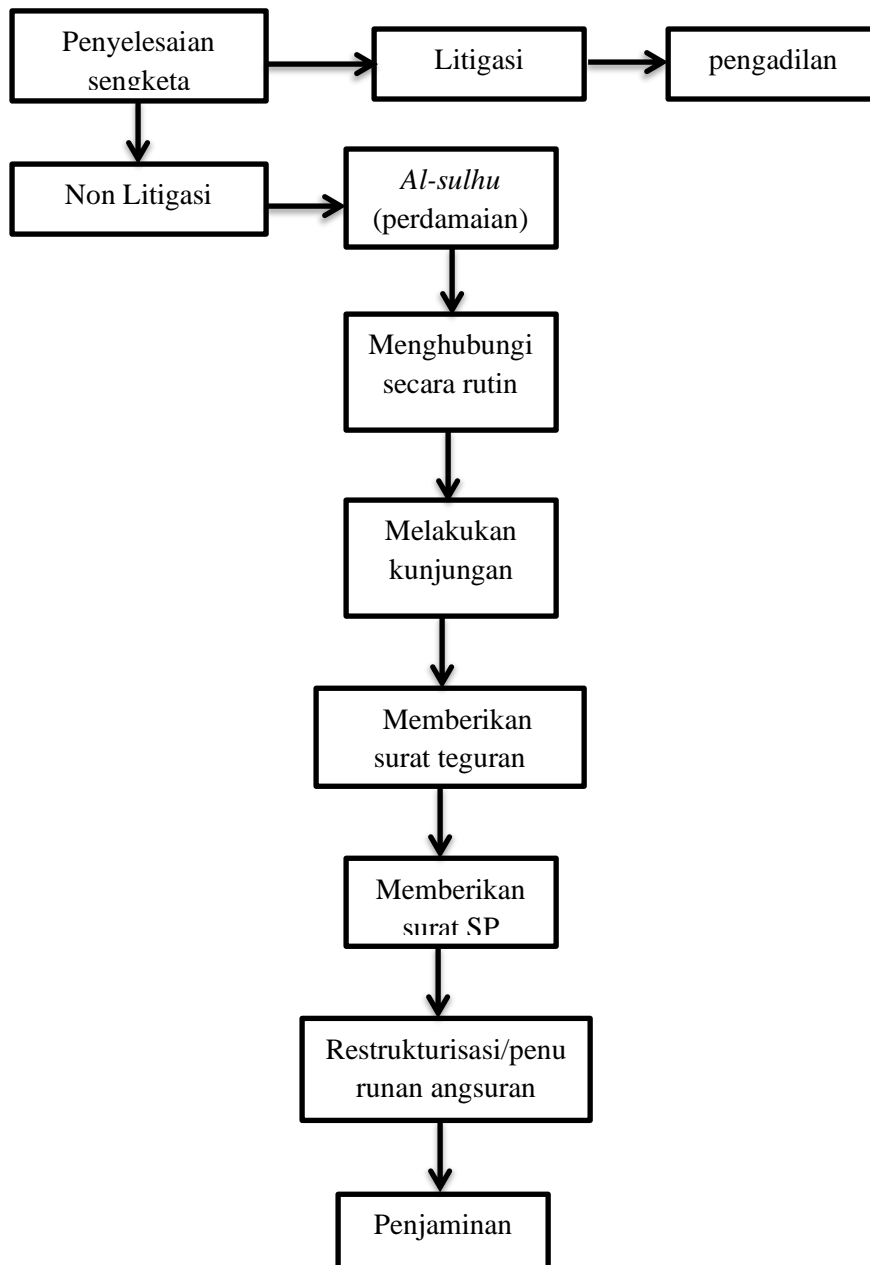 Penyelesaian
sengketa
Litigasi
pengadilan
Non Litigasi
Al-sulhu
(perdamaian)
Menghubungi
secara rutin
Melakukan
kunjungan
Memberikan
surat teguran
Memberikan
surat SP
Restrukturisasi/penu
runan angsuran
Penjaminan